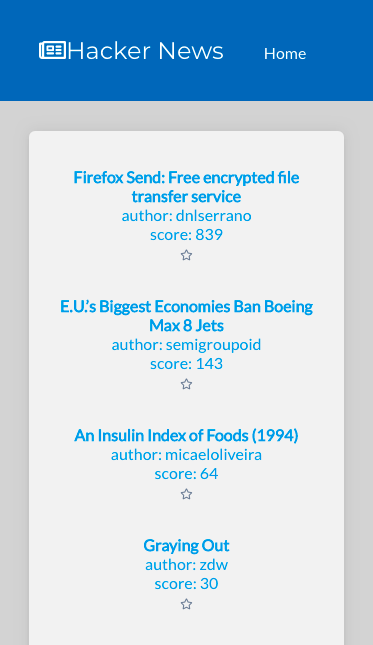 Hacker News
Home
Firefox Send: Free encrypted file
transfer service
author: dnlserrano
score: 839
E.U.'s Biggest Economies Ban Boeing
Max 8 Jets
author: semigroupoid
score: 143
An Insulin Index of Foods (1994)
author: micaeloliveira
score: 64
Graying Out
author: zdw
score: 30